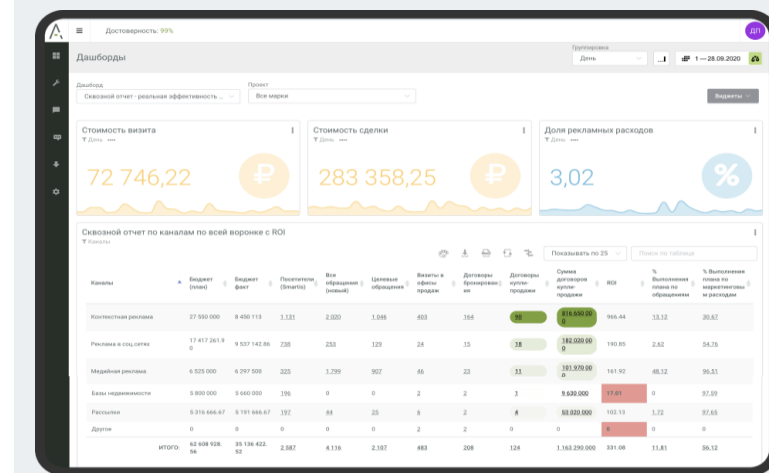 Достоверность: 99%
ДП
Дашборды
Группировка
День
1 — 28.09.2020
Дашборд
Сквозной отчет - реальная эффективность ...
Проект
Все марки
Виджеты
Стоимость визита
День
72 746,22
₽
Стоимость сделки
День
283 358,25
₽
Доля рекламных расходов
День
3,02
%
Сквозной отчет по каналам по всей воронке с ROI
Каналы
Показывать по 25
Поиск по таблице
Каналы
Бюджет (план)
Бюджет факт
Посетители (Smartis)
Все обращения (новый)
Целевые обращения
Визиты в офисы продаж
Договоры бронирования
Договоры купли-продажи
Сумма договоров купли-продажи
ROI
% Выполнения плана по обращениям
% Выполнения плана по маркетинговым расходам
Контекстная реклама 27 550 000 8 450 113 1 131 2 020 1 046 403 164 90 816 650 000 966.44 13,12 30,67
Реклама в соц.сетях 17 417 261.90 9 537 142.86 738 253 129 24 15 18 182 020 000 190.85 2,62 54,76
Медийная реклама 6 525 000 6 297 500 325 1 799 907 46 23 11 101 970 000 161.92 48,12 96,51
Базы недвижимости 5 800 000 5 660 000 196 0 0 2 2 1 9 630 000 17.01 0 97,59
Рассылки 5 316 666.67 5 191 666.67 197 44 25 6 2 4 53 020 000 102.13 1,72 97,65
Другое 0 0 0 0 0 2 2 0 0 0 0 0
ИТОГО: 62 608 928.56 35 136 422.52 2 587 4 116 2 107 483 208 124 1 163 290 000 331.08 11,81 56,12